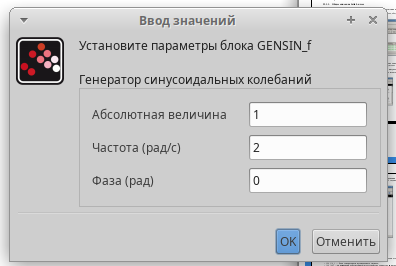 Ввод значений
Установите параметры блока GENSIN_f
Генератор синусоидальных колебаний
Абсолютная величина 1
Частота (рад/с) 2
Фаза (рад) 0
OK Отменить